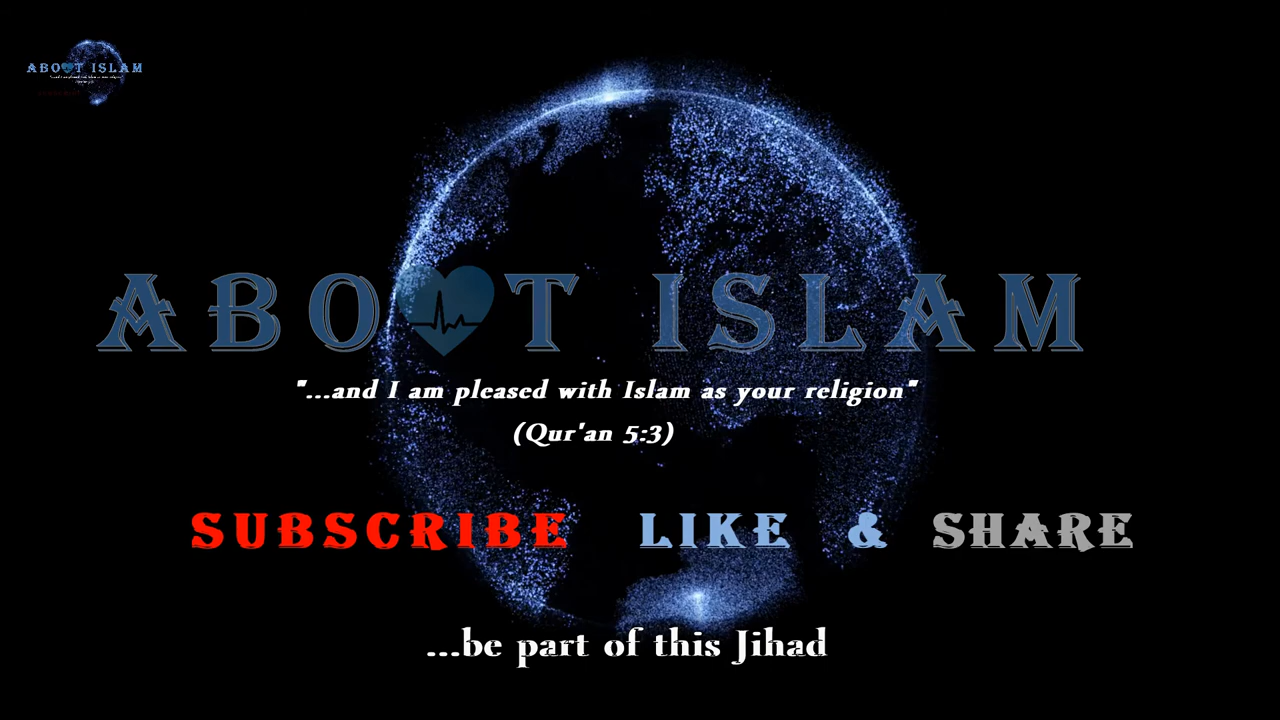 ABOUT ISLAM
ABOUT ISLAM
"...and I am pleased with Islam as your religion"
(Qur'an 5:3)
SUBSCRIBE LIKE & SHARE
...be part of this Jihad